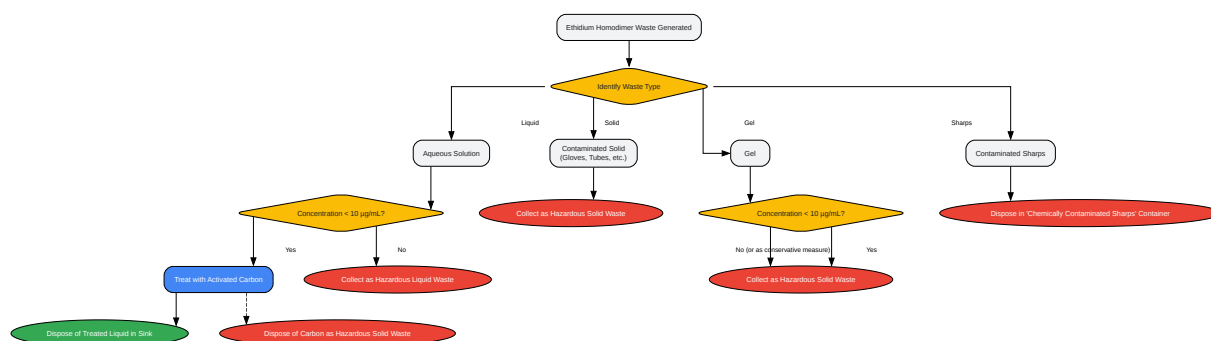 Ethidium Homodimer Waste Generated
Identify Waste Type
Liquid
Solid
Gel
Sharps
Aqueous Solution
Contaminated Solid
(Gloves, Tubes, etc.)
Gel
Contaminated Sharps
Concentration < 10 µg/mL?
Collect as Hazardous Solid Waste
Concentration < 10 µg/mL?
Dispose in 'Chemically Contaminated Sharps' Container
Yes
No
No (or as conservative measure)
Yes
Treat with Activated Carbon
Collect as Hazardous Liquid Waste
Collect as Hazardous Solid Waste
Dispose of Treated Liquid in Sink
Dispose of Carbon as Hazardous Solid Waste